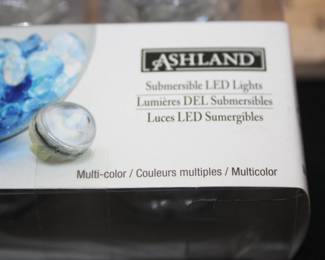 ASHLAND
Submersible LED Lights
Lumières DEL Submersibles
Luces LED Sumergibles
Multi-color / Couleurs multiples / Multicolor